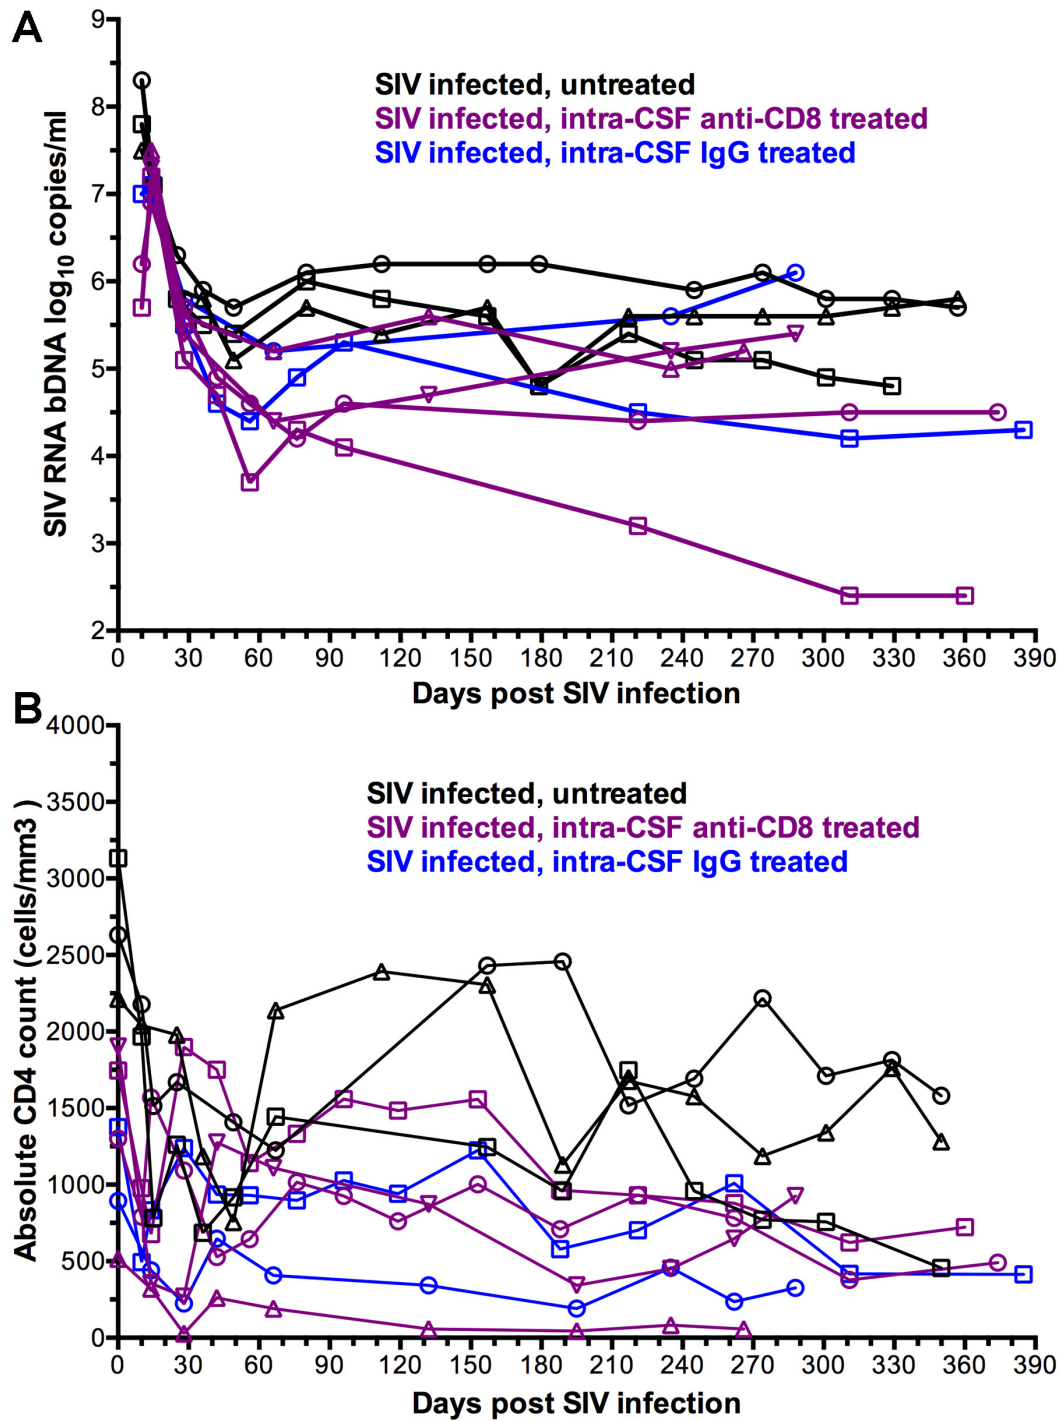 A
SIV RNA bDNA log10 copies/ml
9
8
7
6
5
4
3
2
SIV infected, untreated
SIV infected, intra-CSF anti-CD8 treated
SIV infected, intra-CSF IgG treated
0 30 60 90 120 150 180 210 240 270 300 330 360 390
Days post SIV infection
B
Absolute CD4 count (cells/mm3 )
4000
3500
3000
2500
2000
1500
1000
500
0
SIV infected, untreated
SIV infected, intra-CSF anti-CD8 treated
SIV infected, intra-CSF IgG treated
0 30 60 90 120 150 180 210 240 270 300 330 360 390
Days post SIV infection